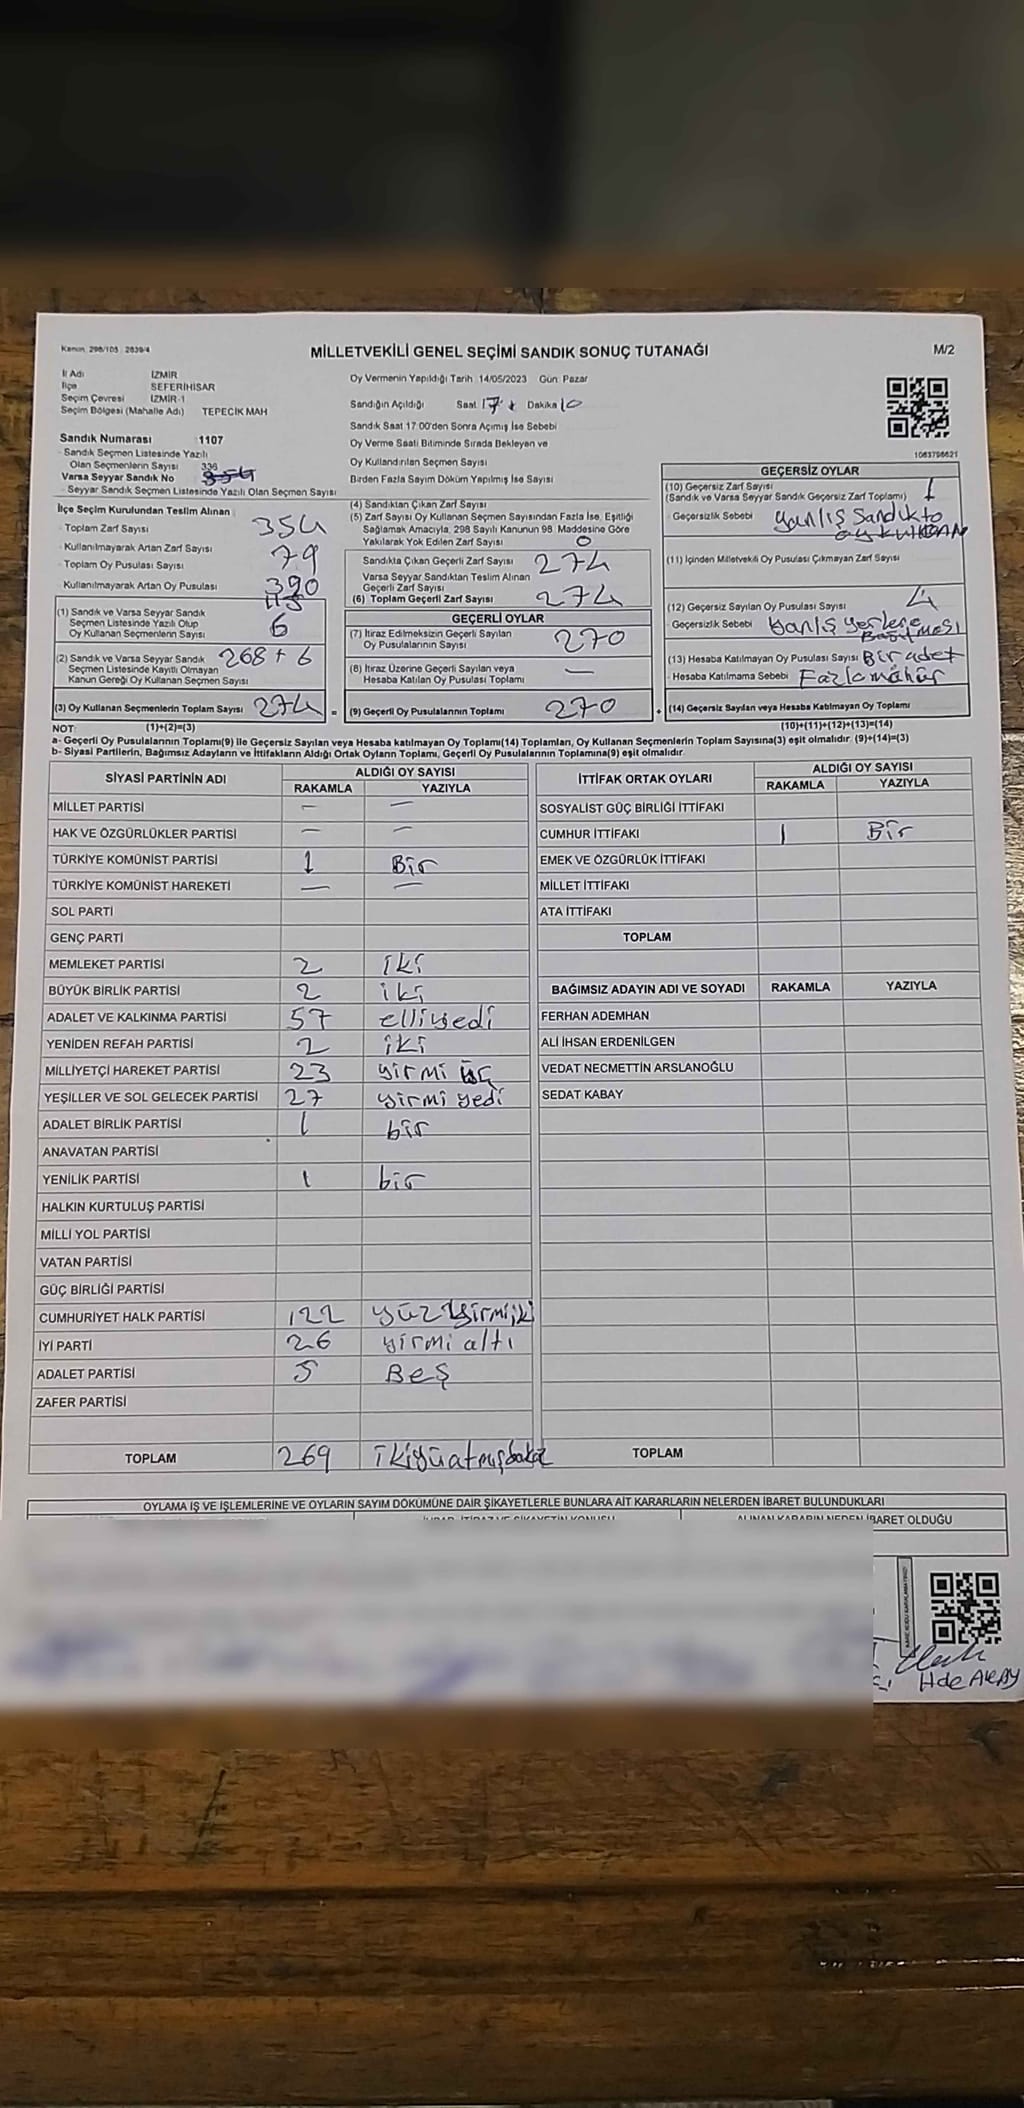 Kanun: 298/105 : 2839/4
MİLLETVEKİLİ GENEL SEÇİMİ SANDIK SONUÇ TUTANAĞI
M/2
İl Adı İZMİR
İlçe SEFERİHİSAR
Seçim Çevresi İZMİR-1
Seçim Bölgesi (Mahalle Adı) TEPECİK MAH
Oy Vermenin Yapıldığı Tarih 14/05/2023 Gün: Pazar
Sandığın Açıldığı Saat 17 Dakika 10
Sandık Saat 17:00'den Sonra Açımış İse Sebebi
Oy Verme Saati Bitiminde Sırada Bekleyen ve
Oy Kullandırılan Seçmen Sayısı
Birden Fazla Sayım Döküm Yapılmış İse Sayısı
Sandık Numarası 1107
- Sandık Seçmen Listesinde Yazılı
Olan Seçmenlerin Sayısı 336
Varsa Seyyar Sandık No 354
- Seyyar Sandık Seçmen Listesinde Yazılı Olan Seçmen Sayısı
İlçe Seçim Kurulundan Teslim Alınan
- Toplam Zarf Sayısı 354
- Kullanılmayarak Artan Zarf Sayısı 79
- Toplam Oy Pusulası Sayısı 390
- Kullanılmayarak Artan Oy Pusulası 115
(1) Sandık ve Varsa Seyyar Sandık
Seçmen Listesinde Yazılı Olup
Oy Kullanan Seçmenlerin Sayısı 6
(2) Sandık ve Varsa Seyyar Sandık 268 + 6
Seçmen Listesinde Kayıtlı Olmayan
Kanun Gereği Oy Kullanan Seçmen Sayısı
(3) Oy Kullanan Seçmenlerin Toplam Sayısı 274 =
(4) Sandıktan Çıkan Zarf Sayısı
(5) Zarf Sayısı Oy Kullanan Seçmen Sayısından Fazla İse, Eşitliği
Sağlamak Amacıyla, 298 Sayılı Kanunun 98. Maddesine Göre
Yakılarak Yok Edilen Zarf Sayısı 0
Sandıkta Çıkan Geçerli Zarf Sayısı 274
Varsa Seyyar Sandıktan Teslim Alınan
Geçerli Zarf Sayısı
(6) Toplam Geçerli Zarf Sayısı 274
GEÇERLİ OYLAR
(7) İtiraz Edilmeksizin Geçerli Sayılan
Oy Pusulalarının Sayısı 270
(8) İtiraz Üzerine Geçerli Sayılan veya
Hesaba Katılan Oy Pusulası Toplamı —
(9) Geçerli Oy Pusulalarının Toplamı 270 +
1063798621
GEÇERSİZ OYLAR
(10) Geçersiz Zarf Sayısı
(Sandık ve Varsa Seyyar Sandık Geçersiz Zarf Toplamı) 1
- Geçersizlik Sebebi Yanlış Sandıkta
oy kullanan
(11) İçinden Milletvekili Oy Pusulası Çıkmayan Zarf Sayısı
(12) Geçersiz Sayılan Oy Pusulası Sayısı 4
- Geçersizlik Sebebi Yanlış yerlere
Basılması
(13) Hesaba Katılmayan Oy Pusulası Sayısı Bir adet
- Hesaba Katılmama Sebebi Fazla mühür
(14) Geçersiz Sayılan veya Hesaba Katılmayan Oy Toplamı
NOT: (1)+(2)=(3) (10)+(11)+(12)+(13)=(14)
a- Geçerli Oy Pusulalarının Toplamı(9) ile Geçersiz Sayılan veya Hesaba katılmayan Oy Toplamı(14) Toplamları, Oy Kullanan Seçmenlerin Toplam Sayısına(3) eşit olmalıdır. (9)+(14)=(3)
b- Siyasi Partilerin, Bağımsız Adayların ve İttifakların Aldığı Ortak Oyların Toplamı, Geçerli Oy Pusulalarının Toplamına(9) eşit olmalıdır.
SİYASİ PARTİNİN ADI ALDIĞI OY SAYISI
RAKAMLA YAZIYLA
MİLLET PARTİSİ — —
HAK VE ÖZGÜRLÜKLER PARTİSİ — —
TÜRKİYE KOMÜNİST PARTİSİ 1 Bir
TÜRKİYE KOMÜNİST HAREKETİ — —
SOL PARTİ
GENÇ PARTİ
MEMLEKET PARTİSİ 2 iki
BÜYÜK BİRLİK PARTİSİ 2 iki
ADALET VE KALKINMA PARTİSİ 57 elliyedi
YENİDEN REFAH PARTİSİ 2 iki
MİLLİYETÇİ HAREKET PARTİSİ 23 yirmi üç
YEŞİLLER VE SOL GELECEK PARTİSİ 27 yirmi yedi
ADALET BİRLİK PARTİSİ 1 bir
ANAVATAN PARTİSİ
YENİLİK PARTİSİ 1 bir
HALKIN KURTULUŞ PARTİSİ
MİLLİ YOL PARTİSİ
VATAN PARTİSİ
GÜÇ BİRLİĞİ PARTİSİ
CUMHURİYET HALK PARTİSİ 122 yüzyirmiiki
İYİ PARTİ 26 yirmi altı
ADALET PARTİSİ 5 Beş
ZAFER PARTİSİ
TOPLAM 269
İTTİFAK ORTAK OYLARI ALDIĞI OY SAYISI
RAKAMLA YAZIYLA
SOSYALİST GÜÇ BİRLİĞİ İTTİFAKI
CUMHUR İTTİFAKI 1 Bir
EMEK VE ÖZGÜRLÜK İTTİFAKI
MİLLET İTTİFAKI
ATA İTTİFAKI
TOPLAM
BAĞIMSIZ ADAYIN ADI VE SOYADI RAKAMLA YAZIYLA
FERHAN ADEMHAN
ALİ İHSAN ERDENİLGEN
VEDAT NECMETTİN ARSLANOĞLU
SEDAT KABAY
TOPLAM
OYLAMA İŞ VE İŞLEMLERİNE VE OYLARIN SAYIM DÖKÜMÜNE DAİR ŞİKAYETLERLE BUNLARA AİT KARARLARIN NELERDEN İBARET BULUNDUKLARI
ALINAN KARARIN NEDEN İBARET OLDUĞU